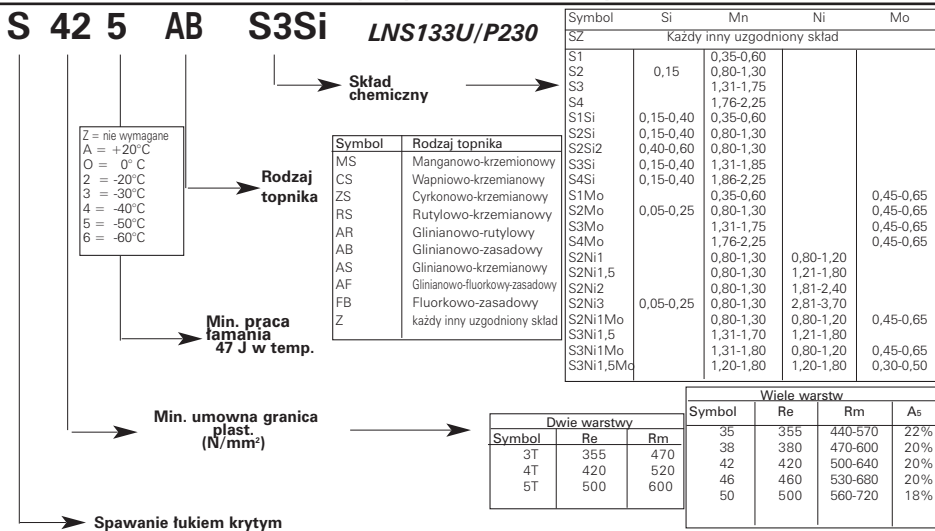 S 42 5 AB S3Si LNS133U/P230
Skład
chemiczny
Symbol Si Mn Ni Mo
SZ Każdy inny uzgodniony skład
S1 0,35-0,60
S2 0,15 0,80-1,30
S3 1,31-1,75
S4 1,76-2,25
S1Si 0,15-0,40 0,35-0,60
S2Si 0,15-0,40 0,80-1,30
S2Si2 0,40-0,60 0,80-1,30
S3Si 0,15-0,40 1,31-1,85
S4Si 0,15-0,40 1,86-2,25
S1Mo 0,35-0,60 0,45-0,65
S2Mo 0,05-0,25 0,80-1,30 0,45-0,65
S3Mo 1,31-1,75 0,45-0,65
S4Mo 1,76-2,25 0,45-0,65
S2Ni1 0,80-1,30 0,80-1,20
S2Ni1,5 0,80-1,30 1,21-1,80
S2Ni2 0,80-1,30 1,81-2,40
S2Ni3 0,05-0,25 0,80-1,30 2,81-3,70
S2Ni1Mo 0,80-1,30 0,80-1,20 0,45-0,65
S3Ni1,5 1,31-1,70 1,21-1,80
S3Ni1Mo 1,31-1,80 0,80-1,20 0,45-0,65
S3Ni1,5Mo 1,20-1,80 1,20-1,80 0,30-0,50
Z = nie wymagane
A = +20°C
O = 0° C
2 = -20°C
3 = -30°C
4 = -40°C
5 = -50°C
6 = -60°C
Rodzaj
topnika
Symbol Rodzaj topnika
MS Manganowo-krzemionowy
CS Wapniowo-krzemianowy
ZS Cyrkonowo-krzemianowy
RS Rutylowo-krzemianowy
AR Glinianowo-rutylowy
AB Glinianowo-zasadowy
AS Glinianowo-krzemianowy
AF Glinianowo-fluorkowy-zasadowy
FB Fluorkowo-zasadowy
Z każdy inny uzgodniony skład
Min. praca
łamania
47 J w temp.
Min. umowna granica
plast.
(N/mm²)
Dwie warstwy
Symbol Re Rm
3T 355 470
4T 420 520
5T 500 600
Wiele warstw
Symbol Re Rm A5
35 355 440-570 22%
38 380 470-600 20%
42 420 500-640 20%
46 460 530-680 20%
50 500 560-720 18%
Spawanie łukiem krytym